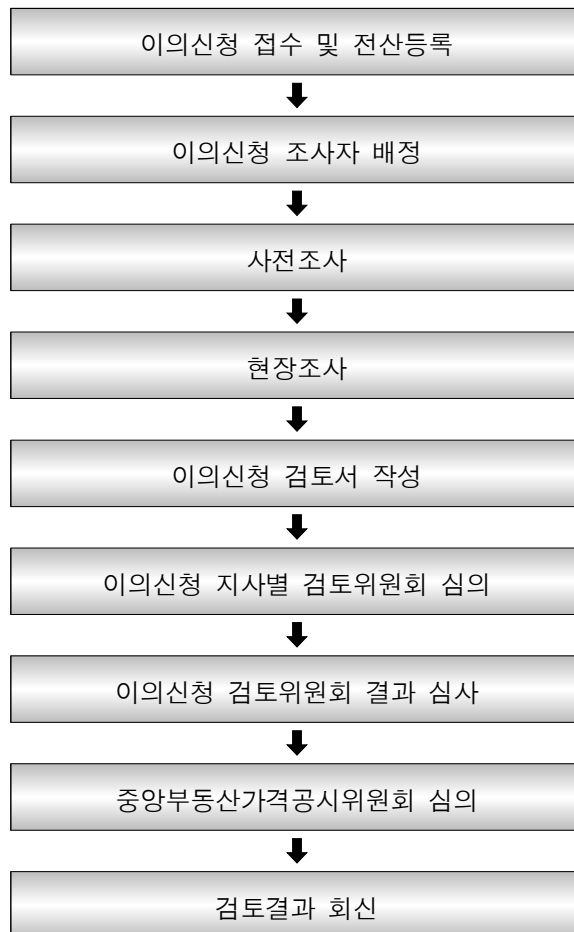 이의신청 접수 및 전산등록
이의신청 조사자 배정
사전조사
현장조사
이의신청 검토서 작성
이의신청 지사별 검토위원회 심의
이의신청 검토위원회 결과 심사
중앙부동산가격공시위원회 심의
검토결과 회신